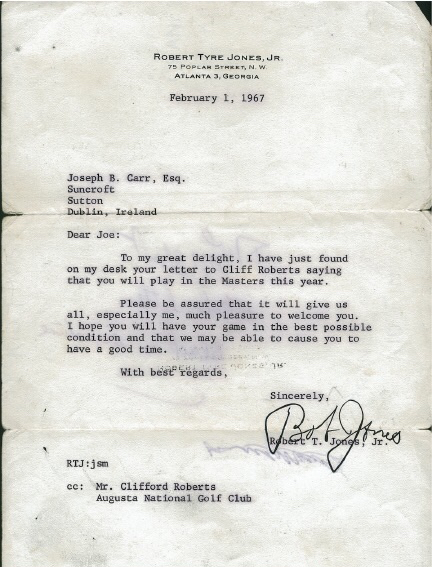 ROBERT TYRE JONES, JR.
75 POPLAR STREET, N. W.
ATLANTA 3, GEORGIA
February 1, 1967
Joseph B. Carr, Esq.
Suncroft
Sutton
Dublin, Ireland
Dear Joe:
To my great delight, I have just found
on my desk your letter to Cliff Roberts saying
that you will play in the Masters this year.
Please be assured that it will give us
all, especially me, much pleasure to welcome you.
I hope you will have your game in the best possible
condition and that we may be able to cause you to
have a good time.
With best regards,
Sincerely,
Bob Jones
Robert T. Jones, Jr.
RTJ:jsm
cc: Mr. Clifford Roberts
Augusta National Golf Club